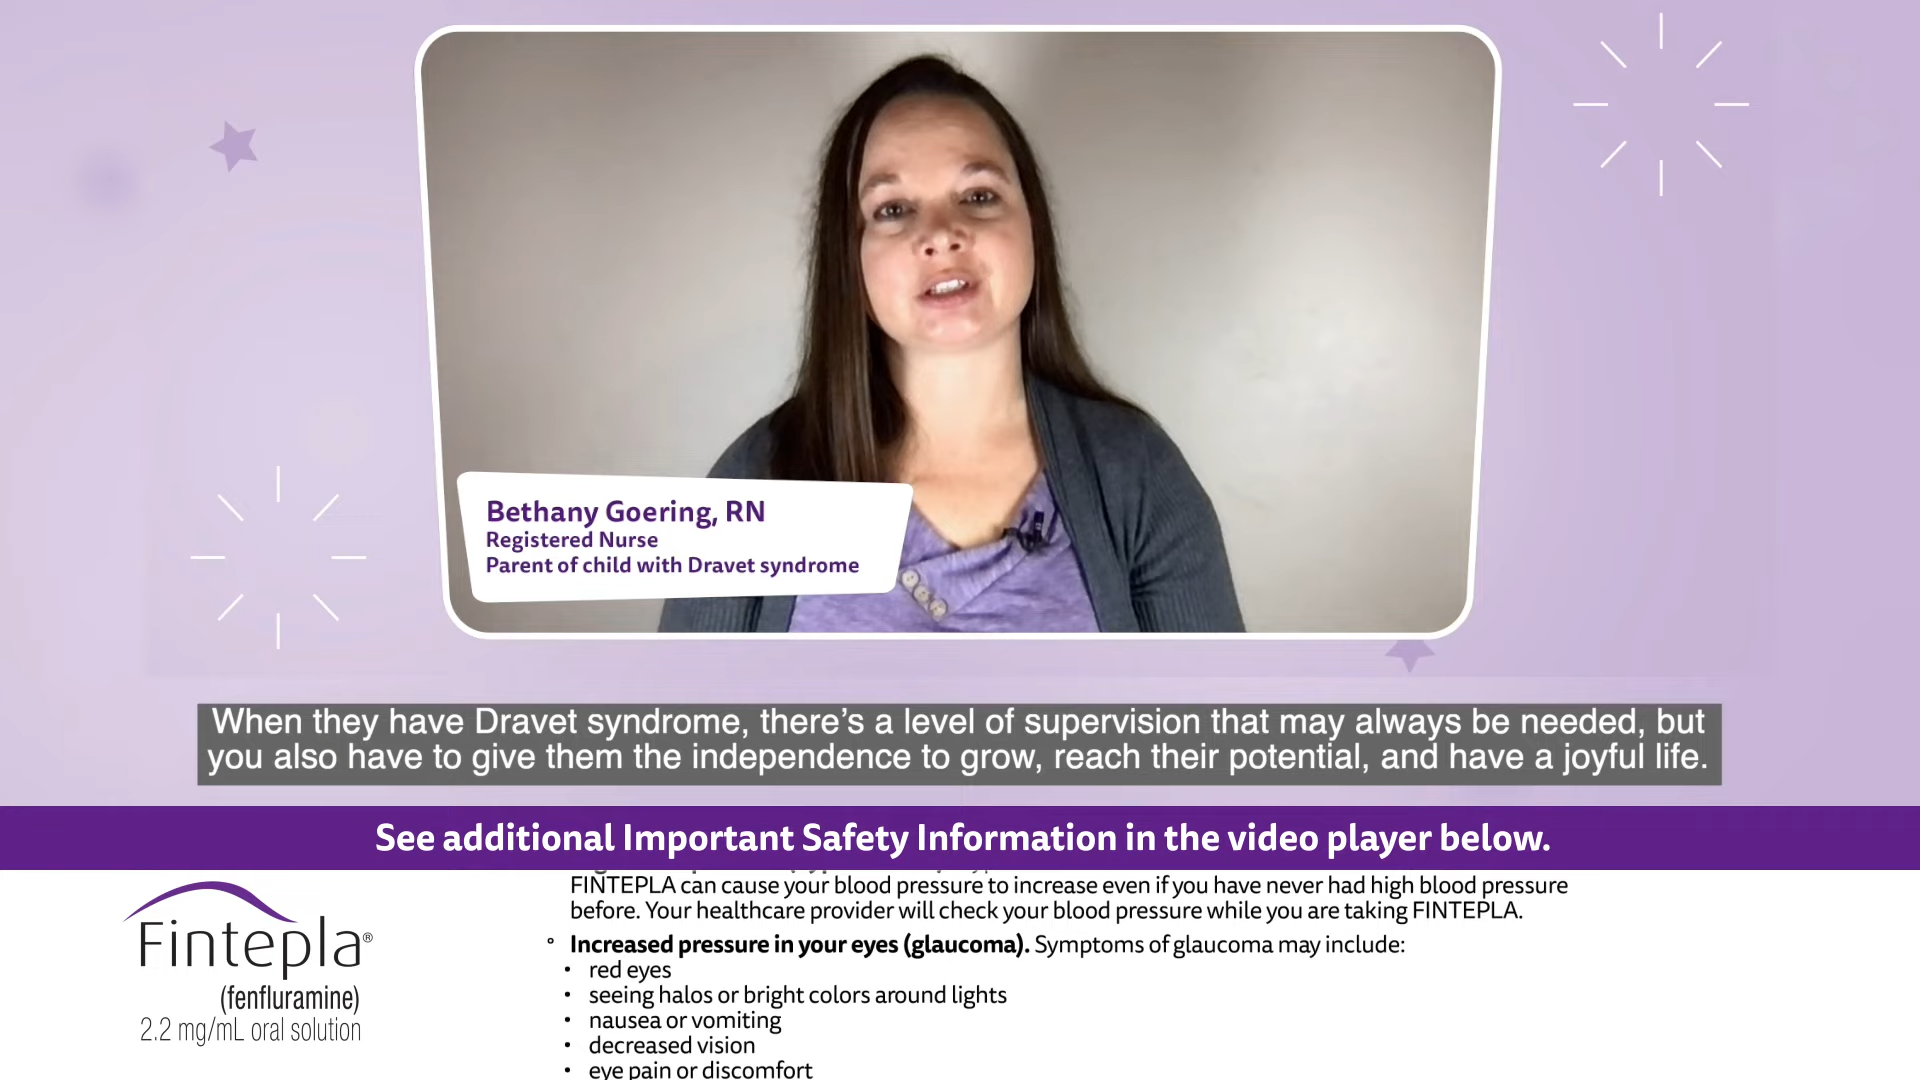 Bethany Goering, RN
Registered Nurse
Parent of child with Dravet syndrome
When they have Dravet syndrome, there's a level of supervision that may always be needed, but
you also have to give them the independence to grow, reach their potential, and have a joyful life.
See additional Important Safety Information in the video player below.
Fintepla®
(fenfluramine)
2.2 mg/mL oral solution
FINTEPLA can cause your blood pressure to increase even if you have never had high blood pressure
before. Your healthcare provider will check your blood pressure while you are taking FINTEPLA.
° Increased pressure in your eyes (glaucoma). Symptoms of glaucoma may include:
• red eyes
• seeing halos or bright colors around lights
• nausea or vomiting
• decreased vision
• eye pain or discomfort